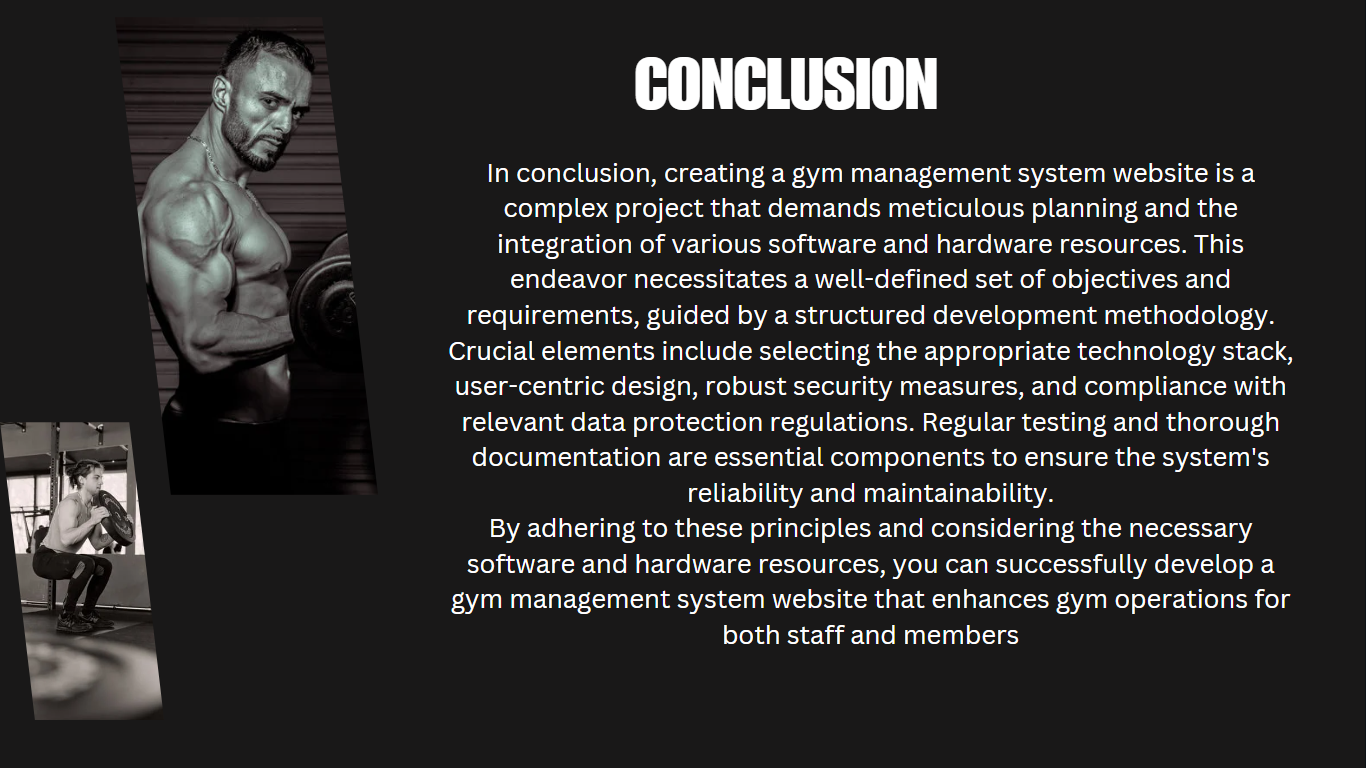 CONCLUSION
In conclusion, creating a gym management system website is a
complex project that demands meticulous planning and the
integration of various software and hardware resources. This
endeavor necessitates a well-defined set of objectives and
requirements, guided by a structured development methodology.
Crucial elements include selecting the appropriate technology stack,
user-centric design, robust security measures, and compliance with
relevant data protection regulations. Regular testing and thorough
documentation are essential components to ensure the system's
reliability and maintainability.
By adhering to these principles and considering the necessary
software and hardware resources, you can successfully develop a
gym management system website that enhances gym operations for
both staff and members